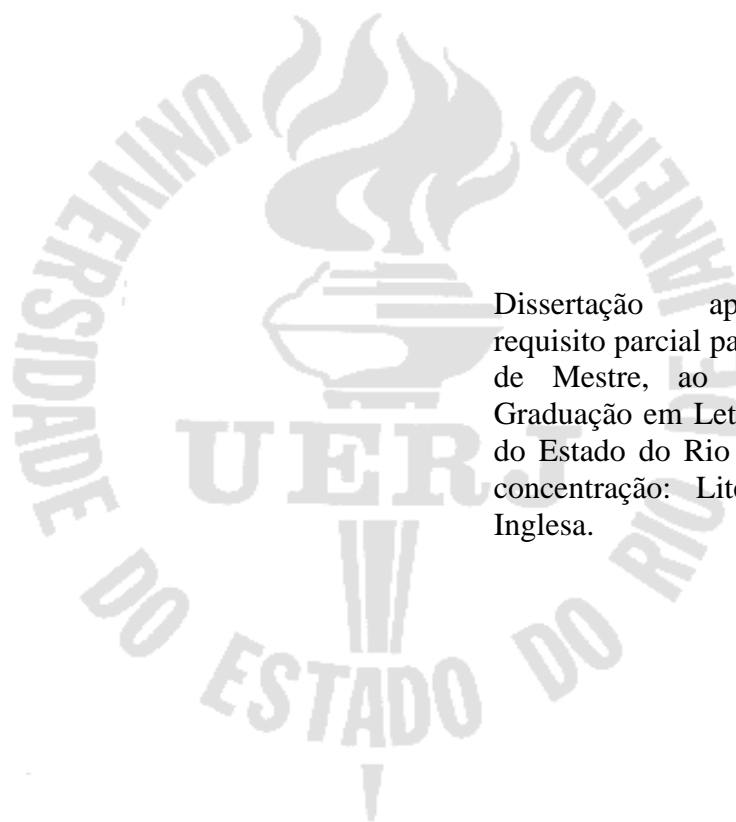 UNIVERSIDADE DO ESTADO DO RIO DE JANEIRO
UERJ
Dissertação ap
requisito parcial pa
de Mestre, ao
Graduação em Let
do Estado do Rio
concentração: Lit
Inglesa.